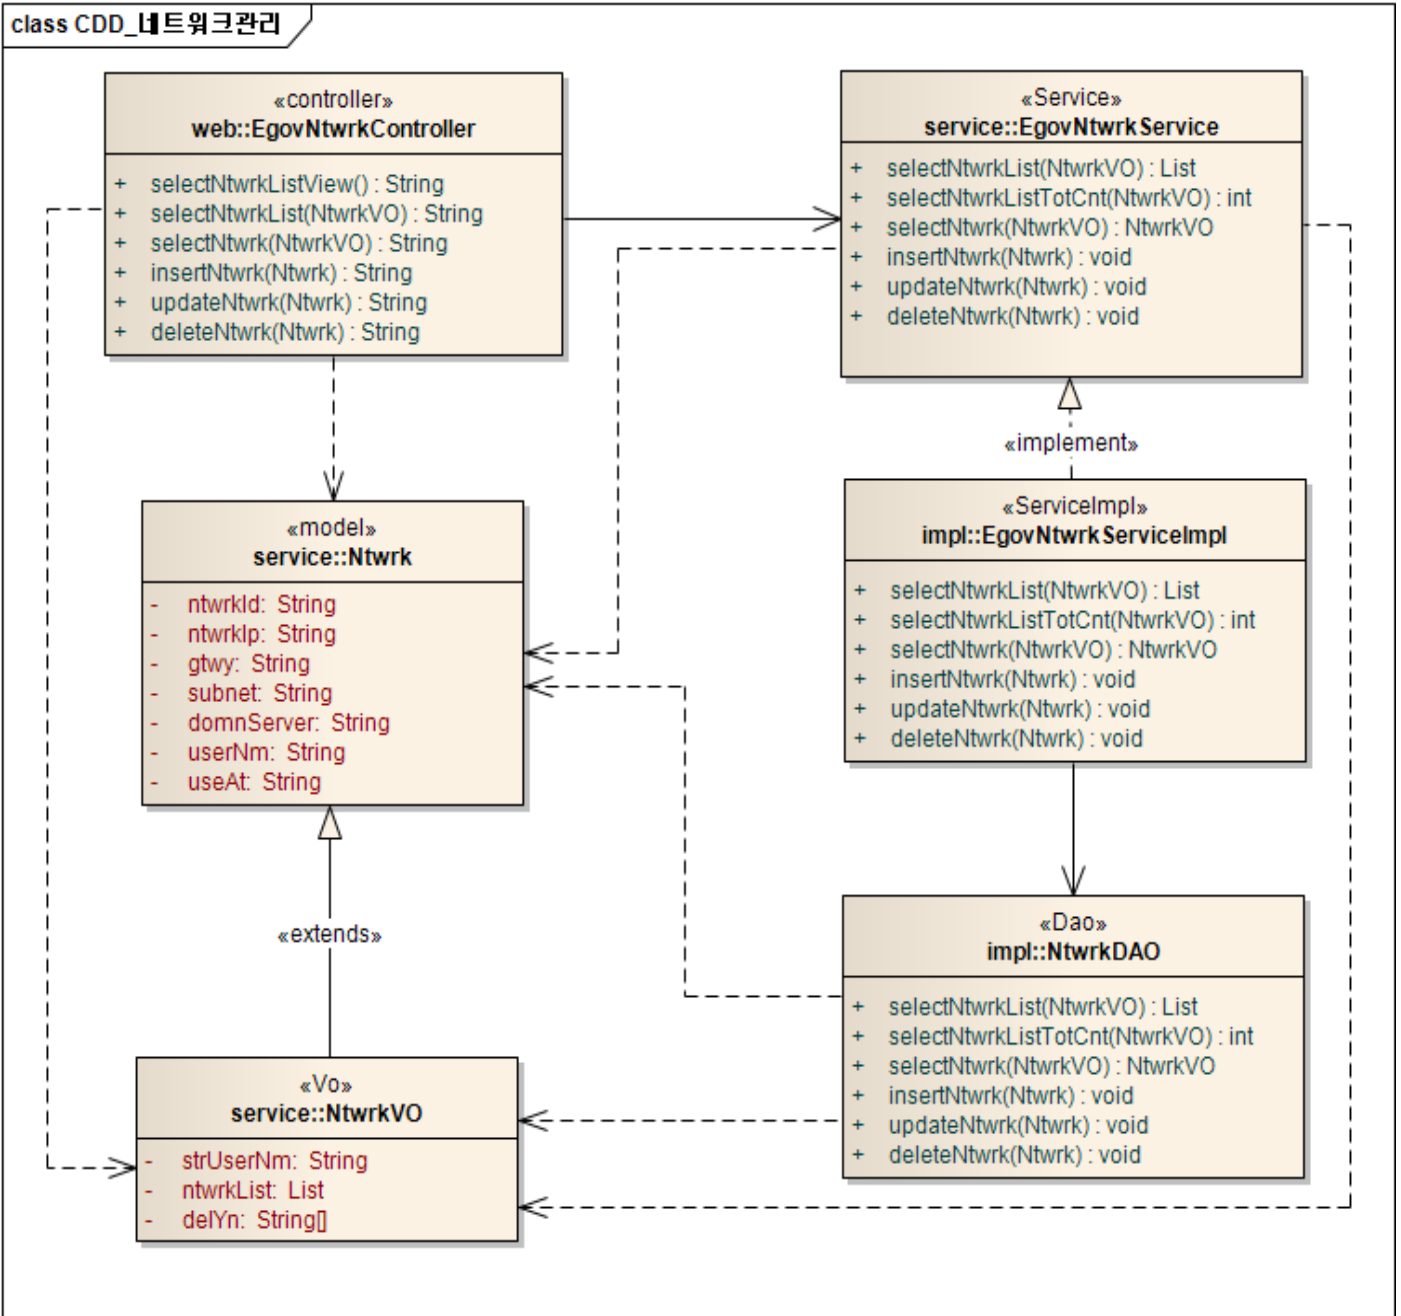 class CDD_네트워크관리
«controller»
web::EgovNtwrkController
+ selectNtwrkListView() : String
+ selectNtwrkList(NtwrkVO) : String
+ selectNtwrk(NtwrkVO) : String
+ insertNtwrk(Ntwrk) : String
+ updateNtwrk(Ntwrk) : String
+ deleteNtwrk(Ntwrk) : String
«Service»
service::EgovNtwrkService
+ selectNtwrkList(NtwrkVO) : List
+ selectNtwrkListTotCnt(NtwrkVO) : int
+ selectNtwrk(NtwrkVO) : NtwrkVO
+ insertNtwrk(Ntwrk) : void
+ updateNtwrk(Ntwrk) : void
+ deleteNtwrk(Ntwrk) : void
«implement»
«model»
service::Ntwrk
- ntwrkId: String
- ntwrkIp: String
- gtwy: String
- subnet: String
- domnServer: String
- userNm: String
- useAt: String
«ServiceImpl»
impl::EgovNtwrkServiceImpl
+ selectNtwrkList(NtwrkVO) : List
+ selectNtwrkListTotCnt(NtwrkVO) : int
+ selectNtwrk(NtwrkVO) : NtwrkVO
+ insertNtwrk(Ntwrk) : void
+ updateNtwrk(Ntwrk) : void
+ deleteNtwrk(Ntwrk) : void
«extends»
«Dao»
impl::NtwrkDAO
+ selectNtwrkList(NtwrkVO) : List
+ selectNtwrkListTotCnt(NtwrkVO) : int
+ selectNtwrk(NtwrkVO) : NtwrkVO
+ insertNtwrk(Ntwrk) : void
+ updateNtwrk(Ntwrk) : void
+ deleteNtwrk(Ntwrk) : void
«Vo»
service::NtwrkVO
- strUserNm: String
- ntwrkList: List
- delYn: String[]